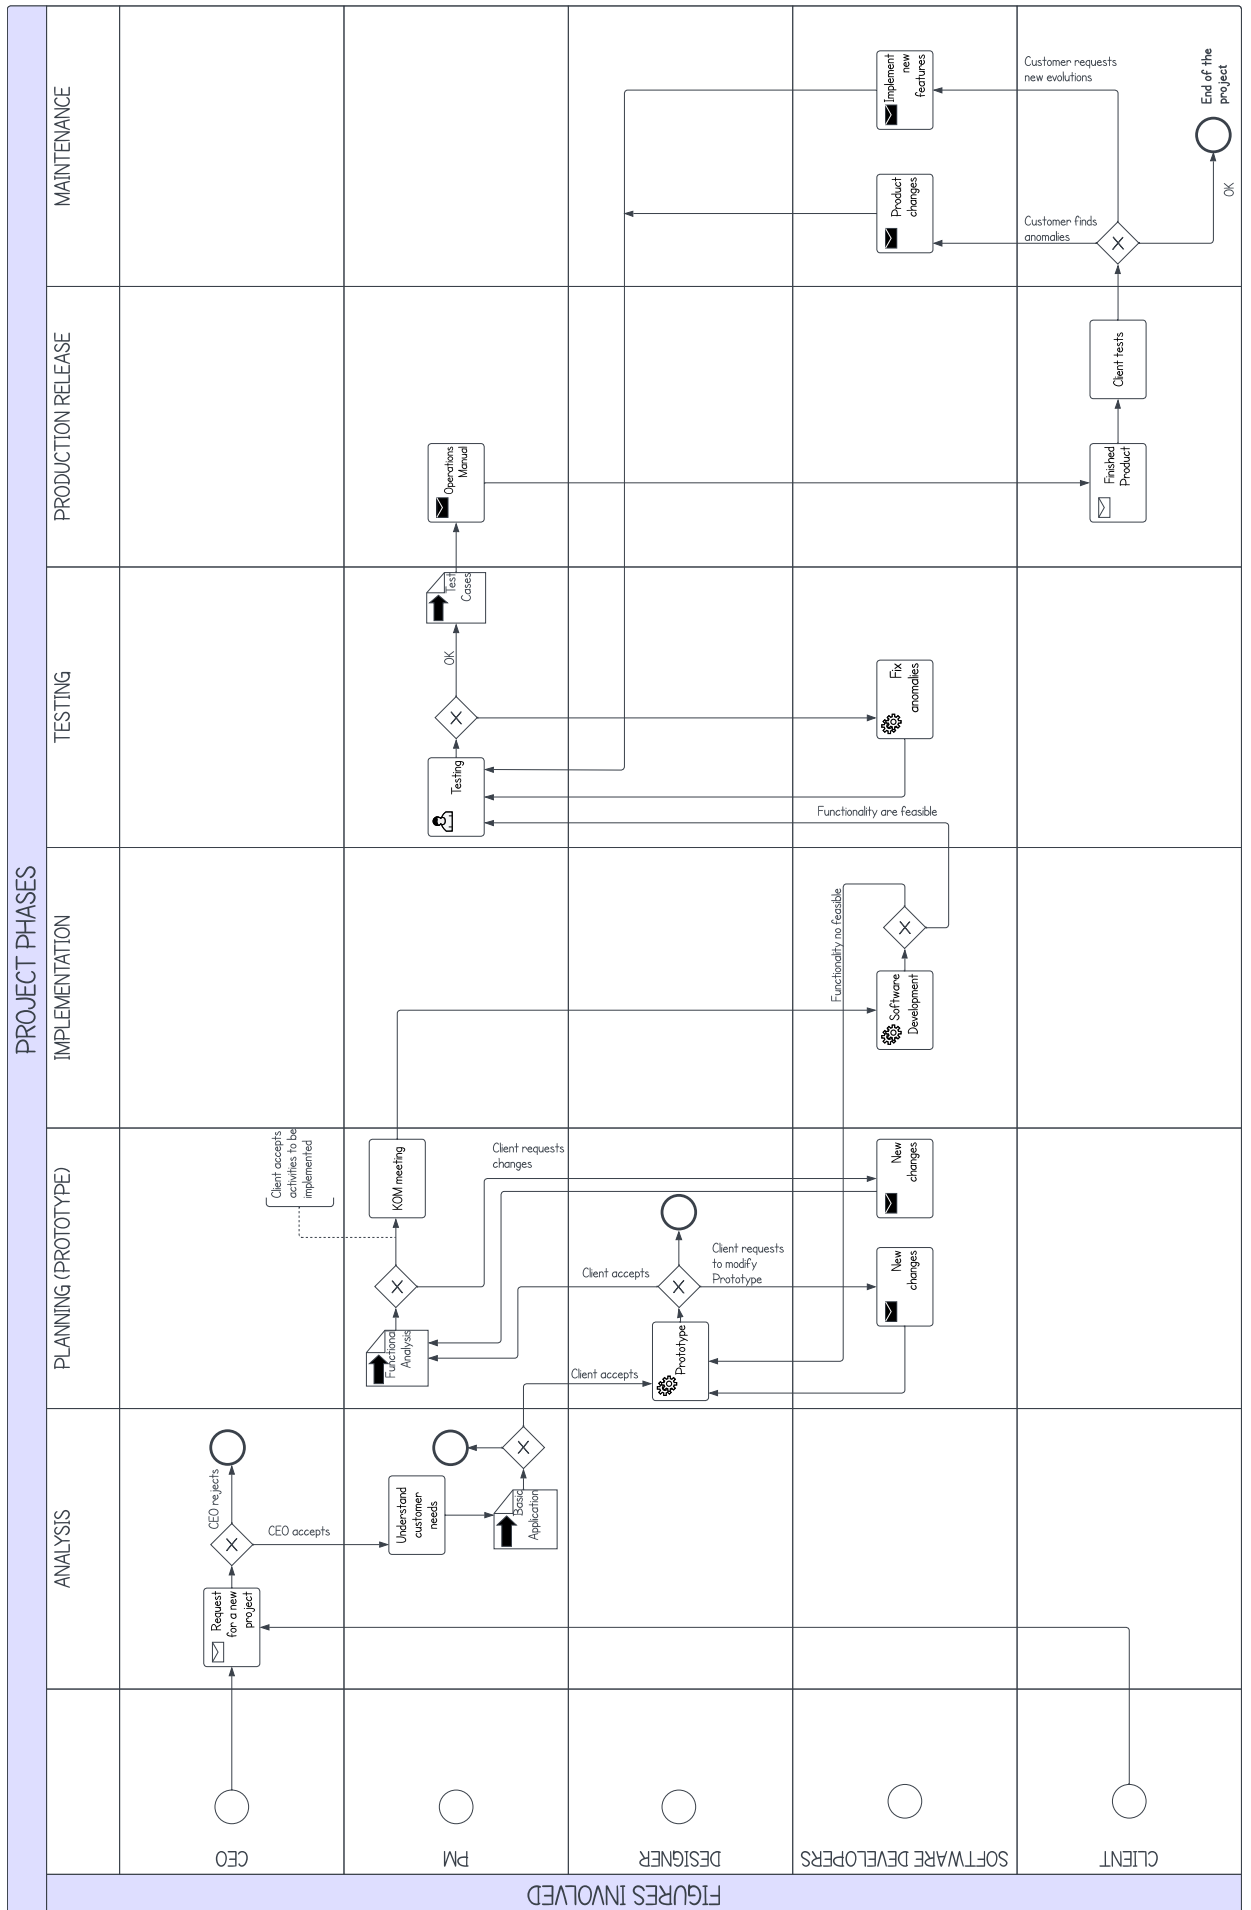 PROJECT PHASES
ANALYSIS
PLANNING (PROTOTYPE)
IMPLEMENTATION
TESTING
PRODUCTION RELEASE
MAINTENANCE
FIGURES INVOLVED
CEO
Request
for a new
project
CEO rejects
CEO accepts
Client accepts
activities to be
implemented
PM
Understand
customer
needs
Basic
Application
Client accepts
Functional
Analysis
KOM meeting
Client requests
changes
Testing
OK
Test
Cases
Operations
Manual
DESIGNER
Prototype
Client accepts
Client requests
to modify
Prototype
SOFTWARE DEVELOPERS
New
changes
New
changes
Software
Development
Functionality no feasible
Functionality are feasible
Fix
anomalies
Product
changes
Implement
new
features
CLIENT
Finished
Product
Client tests
Customer finds
anomalies
Customer requests
new evolutions
OK
End of the
project